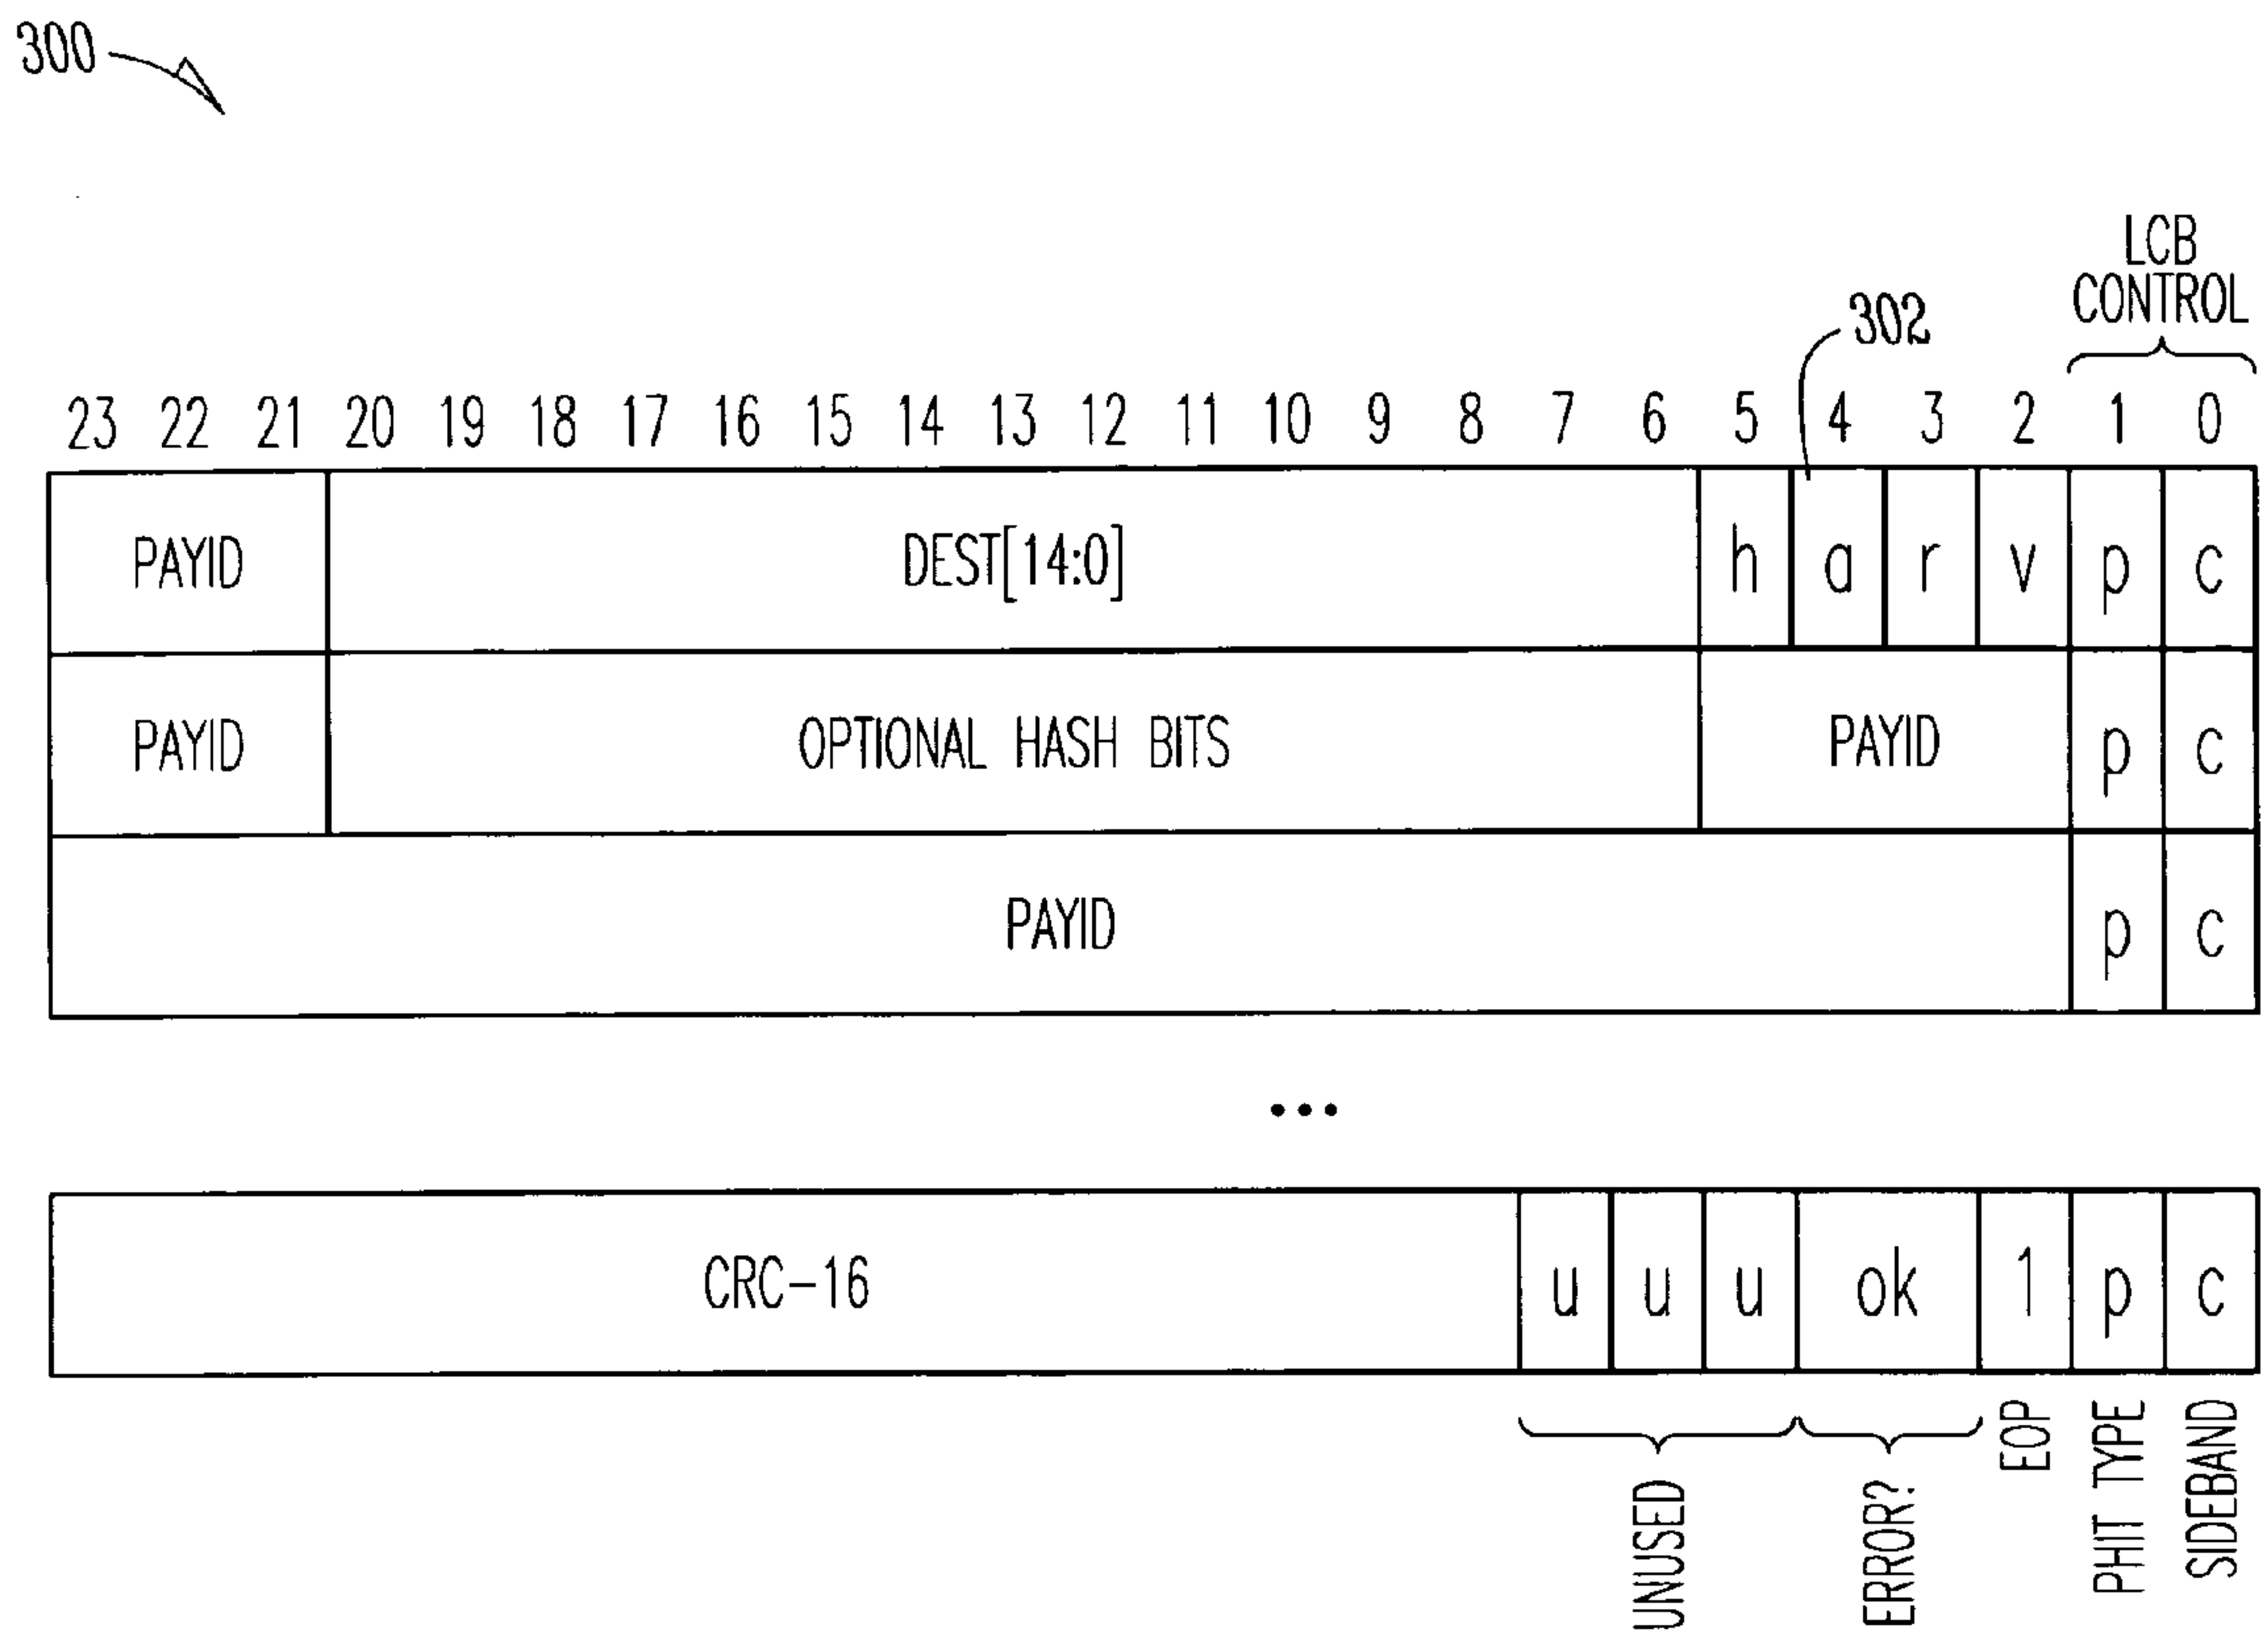 300
LCB
CONTROL
302
23 22 21 20 19 18 17 16 15 14 13 12 11 10 9 8 7 6 5 4 3 2 1 0
PAYID DEST[14:0] h a r v p c
PAYID OPTIONAL HASH BITS PAYID p c
PAYID p c
...
CRC-16 u u u ok 1 p c
UNUSED
ERROR?
EOP
PHIT TYPE
SIDEBAND